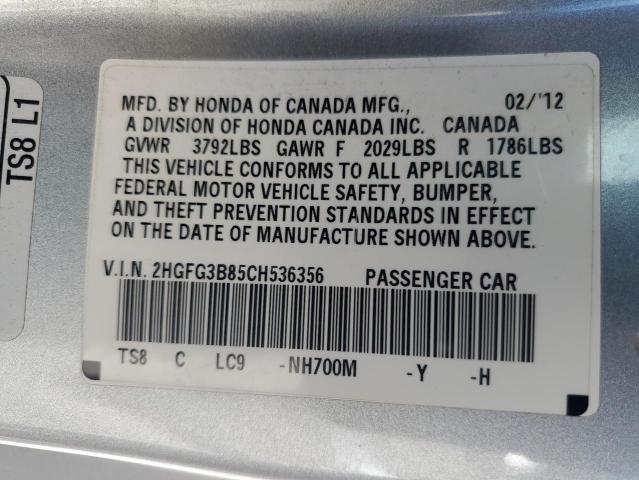 TS8 L1
MFD. BY HONDA OF CANADA MFG., 02/'12
A DIVISION OF HONDA CANADA INC. CANADA
GVWR 3792LBS GAWR F 2029LBS R 1786LBS
THIS VEHICLE CONFORMS TO ALL APPLICABLE
FEDERAL MOTOR VEHICLE SAFETY, BUMPER,
AND THEFT PREVENTION STANDARDS IN EFFECT
ON THE DATE OF MANUFACTURE SHOWN ABOVE.
V.I.N. 2HGFG3B85CH536356 PASSENGER CAR
TS8 C LC9 -NH700M -Y -H